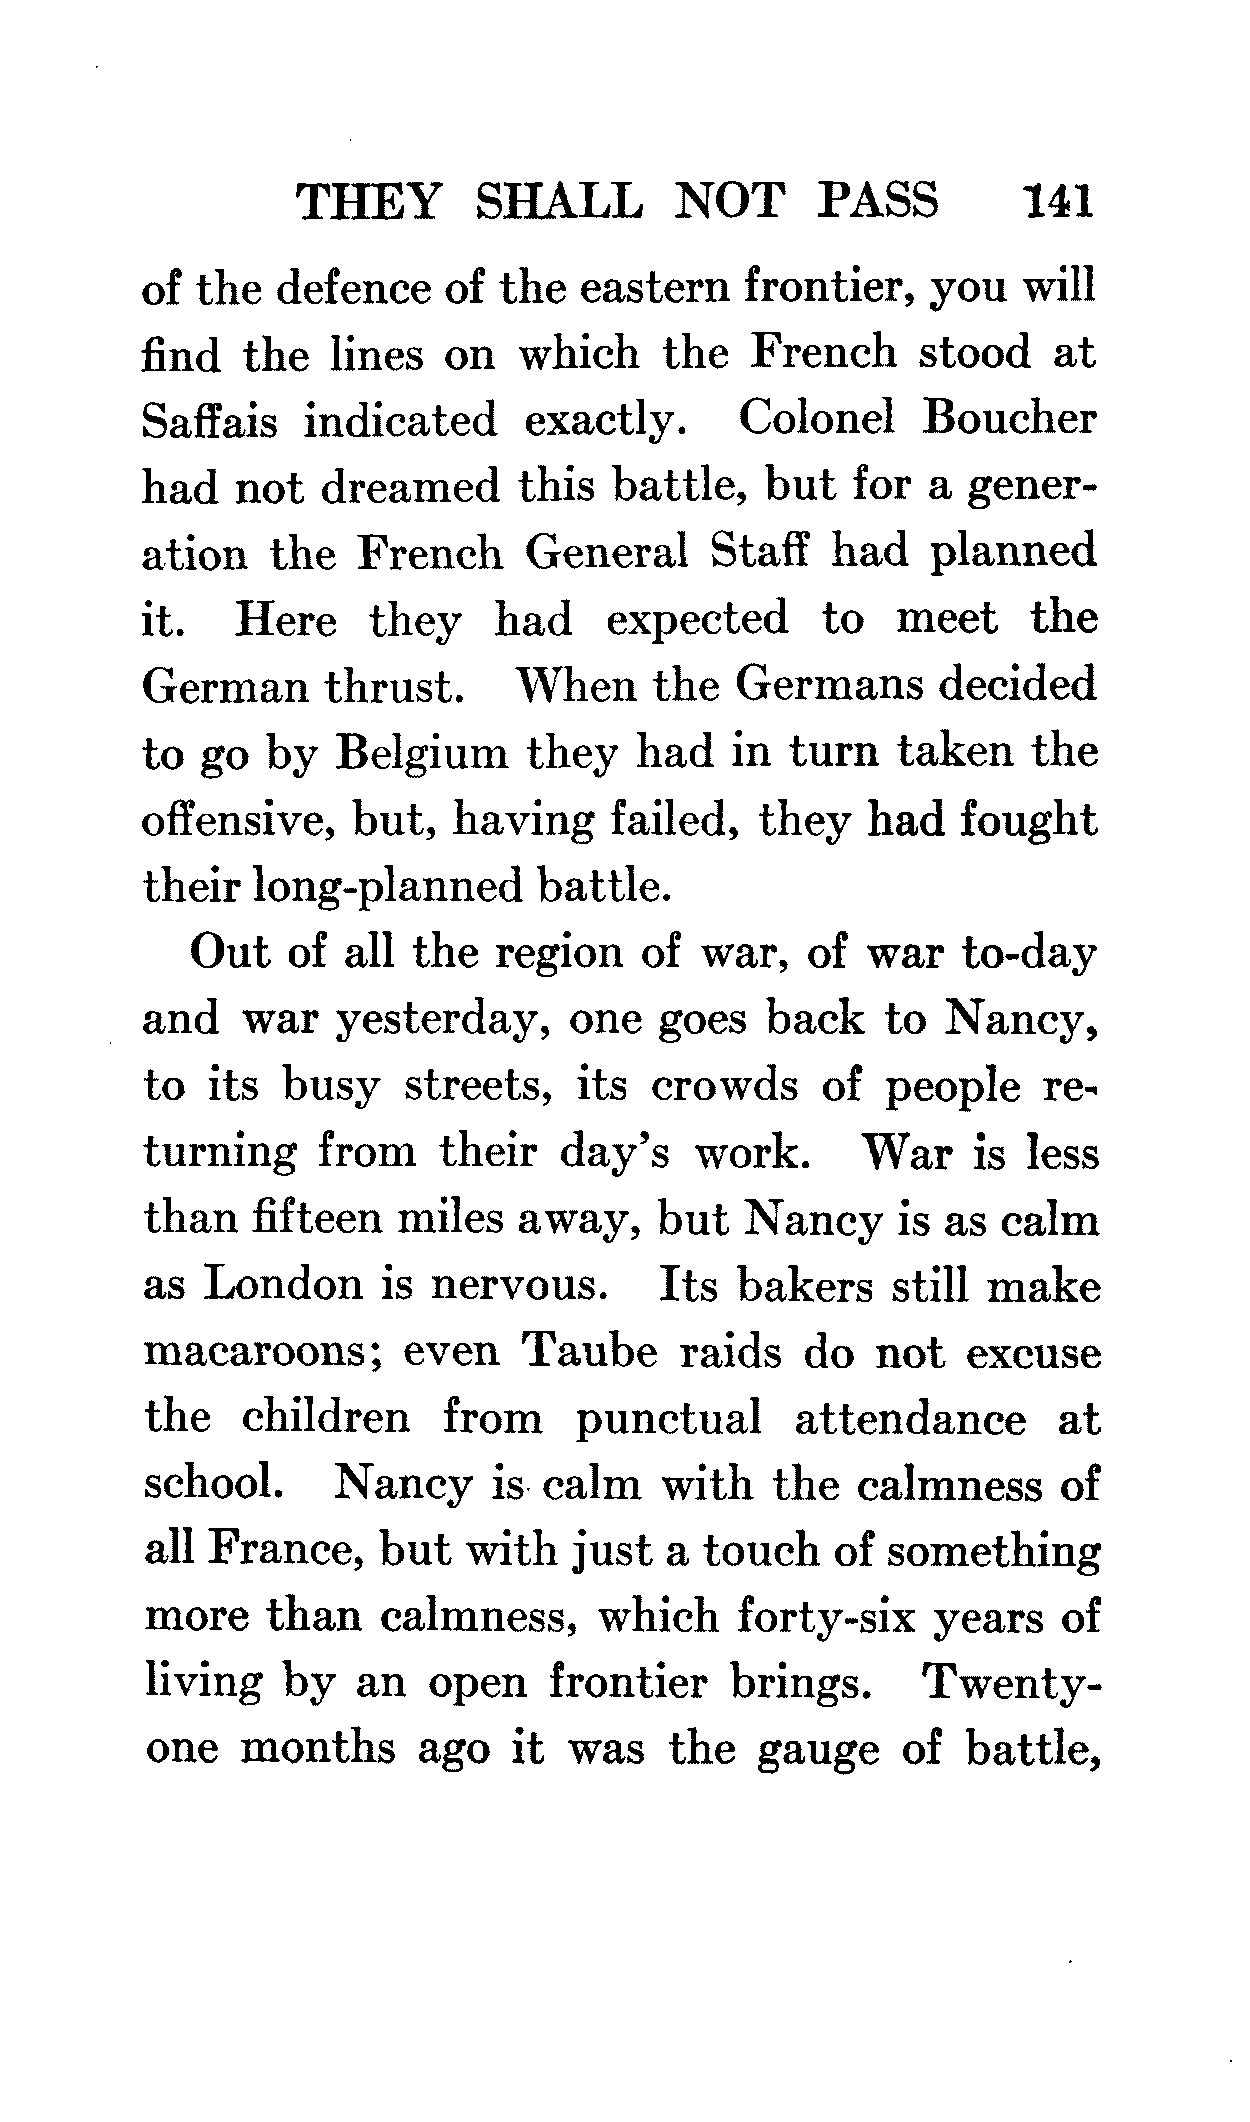 THEY SHALL NOT PASS 141
of the defence of the eastern frontier, you will
find the lines on which the French stood at
Saffais indicated exactly. Colonel Boucher
had not dreamed this battle, but for a gener-
ation the French General Staff had planned
it. Here they had expected to meet the
German thrust. When the Germans decided
to go by Belgium they had in turn taken the
offensive, but, having failed, they had fought
their long-planned battle.
Out of all the region of war, of war to-day
and war yesterday, one goes back to Nancy,
to its busy streets, its crowds of people re-
turning from their day's work. War is less
than fifteen miles away, but Nancy is as calm
as London is nervous. Its bakers still make
macaroons; even Taube raids do not excuse
the children from punctual attendance at
school. Nancy is calm with the calmness of
all France, but with just a touch of something
more than calmness, which forty-six years of
living by an open frontier brings. Twenty-
one months ago it was the gauge of battle,